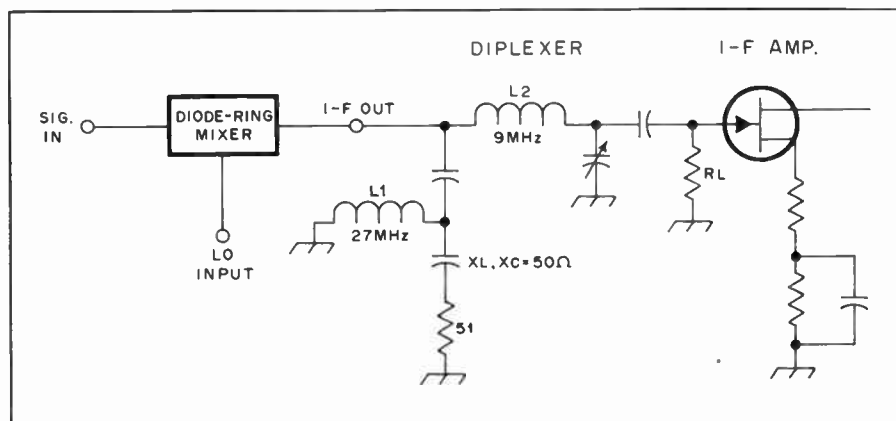 DIPLEXER
I-F AMP.
SIG.
IN
DIODE-RING
MIXER
I-F OUT
L2
9MHz
L1
27MHz
RL
LO
INPUT
XL, XC=50Ω
51